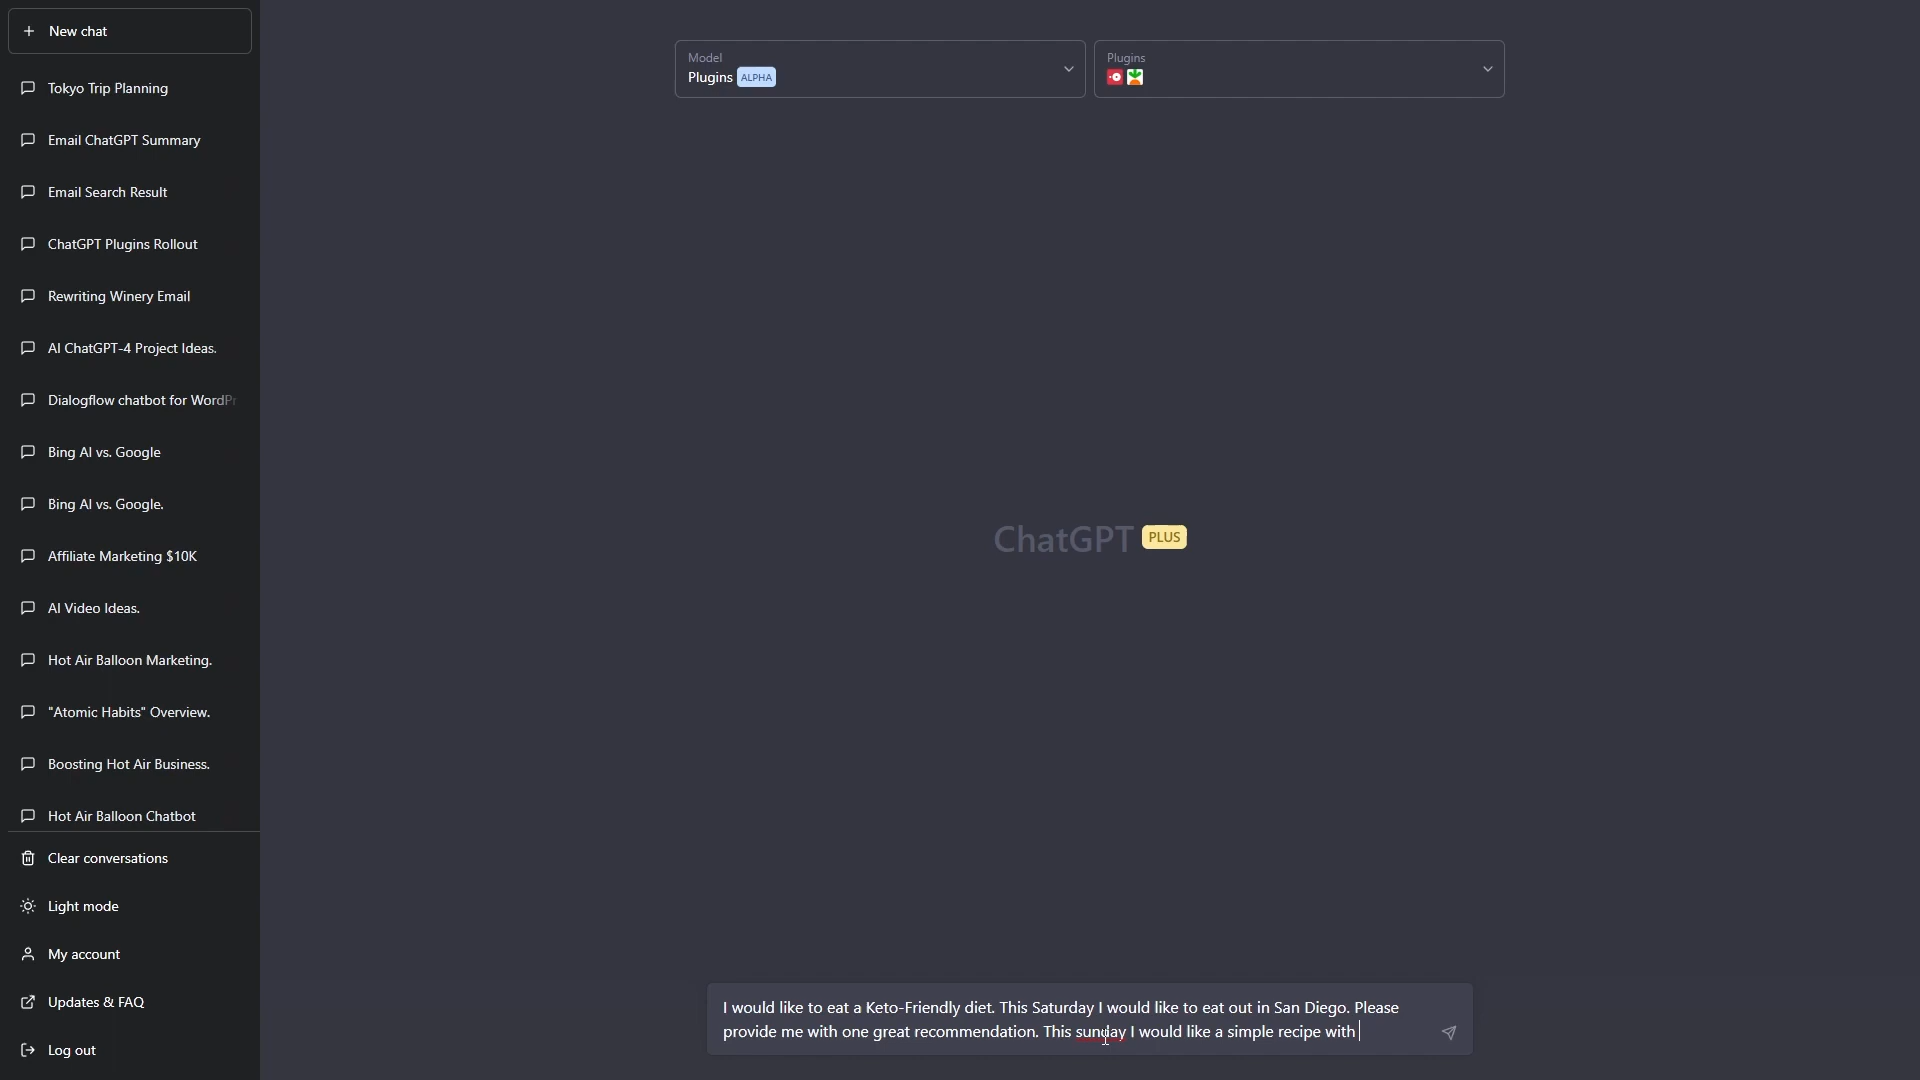 New chat
Tokyo Trip Planning
Email ChatGPT Summary
Email Search Result
ChatGPT Plugins Rollout
Rewriting Winery Email
AI ChatGPT-4 Project Ideas.
Dialogflow chatbot for WordPr
Bing AI vs. Google
Bing AI vs. Google.
Affiliate Marketing $10K
AI Video Ideas.
Hot Air Balloon Marketing.
"Atomic Habits" Overview.
Boosting Hot Air Business.
Hot Air Balloon Chatbot
Clear conversations
Light mode
My account
Updates & FAQ
Log out
Model
Plugins ALPHA
Plugins
ChatGPT PLUS
I would like to eat a Keto-Friendly diet. This Saturday I would like to eat out in San Diego. Please
provide me with one great recommendation. This sunday I would like a simple recipe with